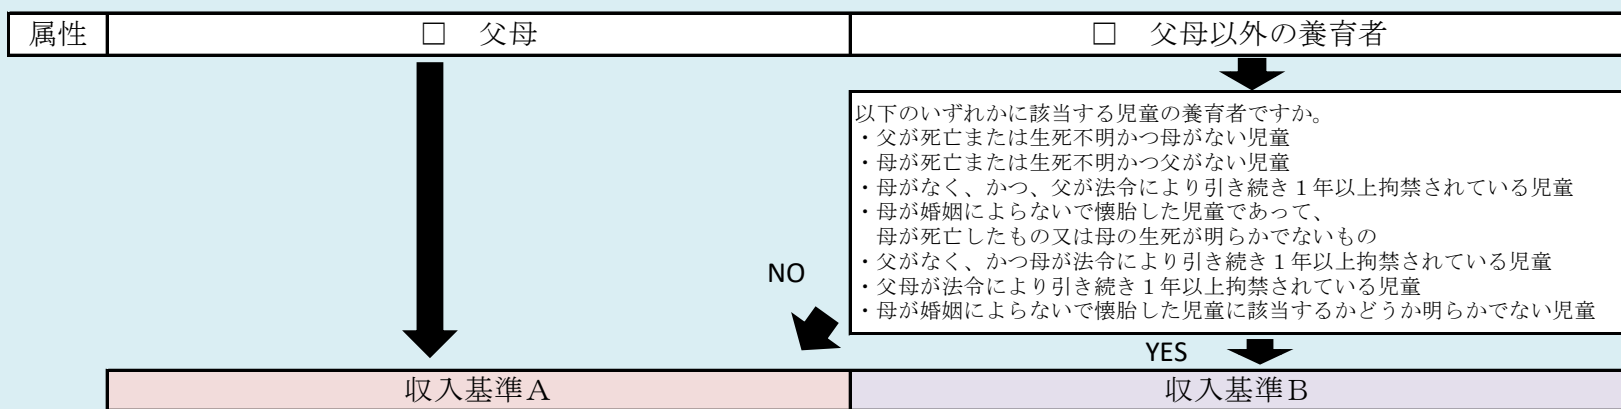 属性
□ 父母
□ 父母以外の養育者
以下のいずれかに該当する児童の養育者ですか。
・父が死亡または生死不明かつ母がない児童
・母が死亡または生死不明かつ父がない児童
・母がなく、かつ、父が法令により引き続き１年以上拘禁されている児童
・母が婚姻によらないで懐胎した児童であって、
母が死亡したもの又は母の生死が明らかでないもの
・父がなく、かつ母が法令により引き続き１年以上拘禁されている児童
・父母が法令により引き続き１年以上拘禁されている児童
・母が婚姻によらないで懐胎した児童に該当するかどうか明らかでない児童
NO
YES
収入基準Ａ
収入基準Ｂ